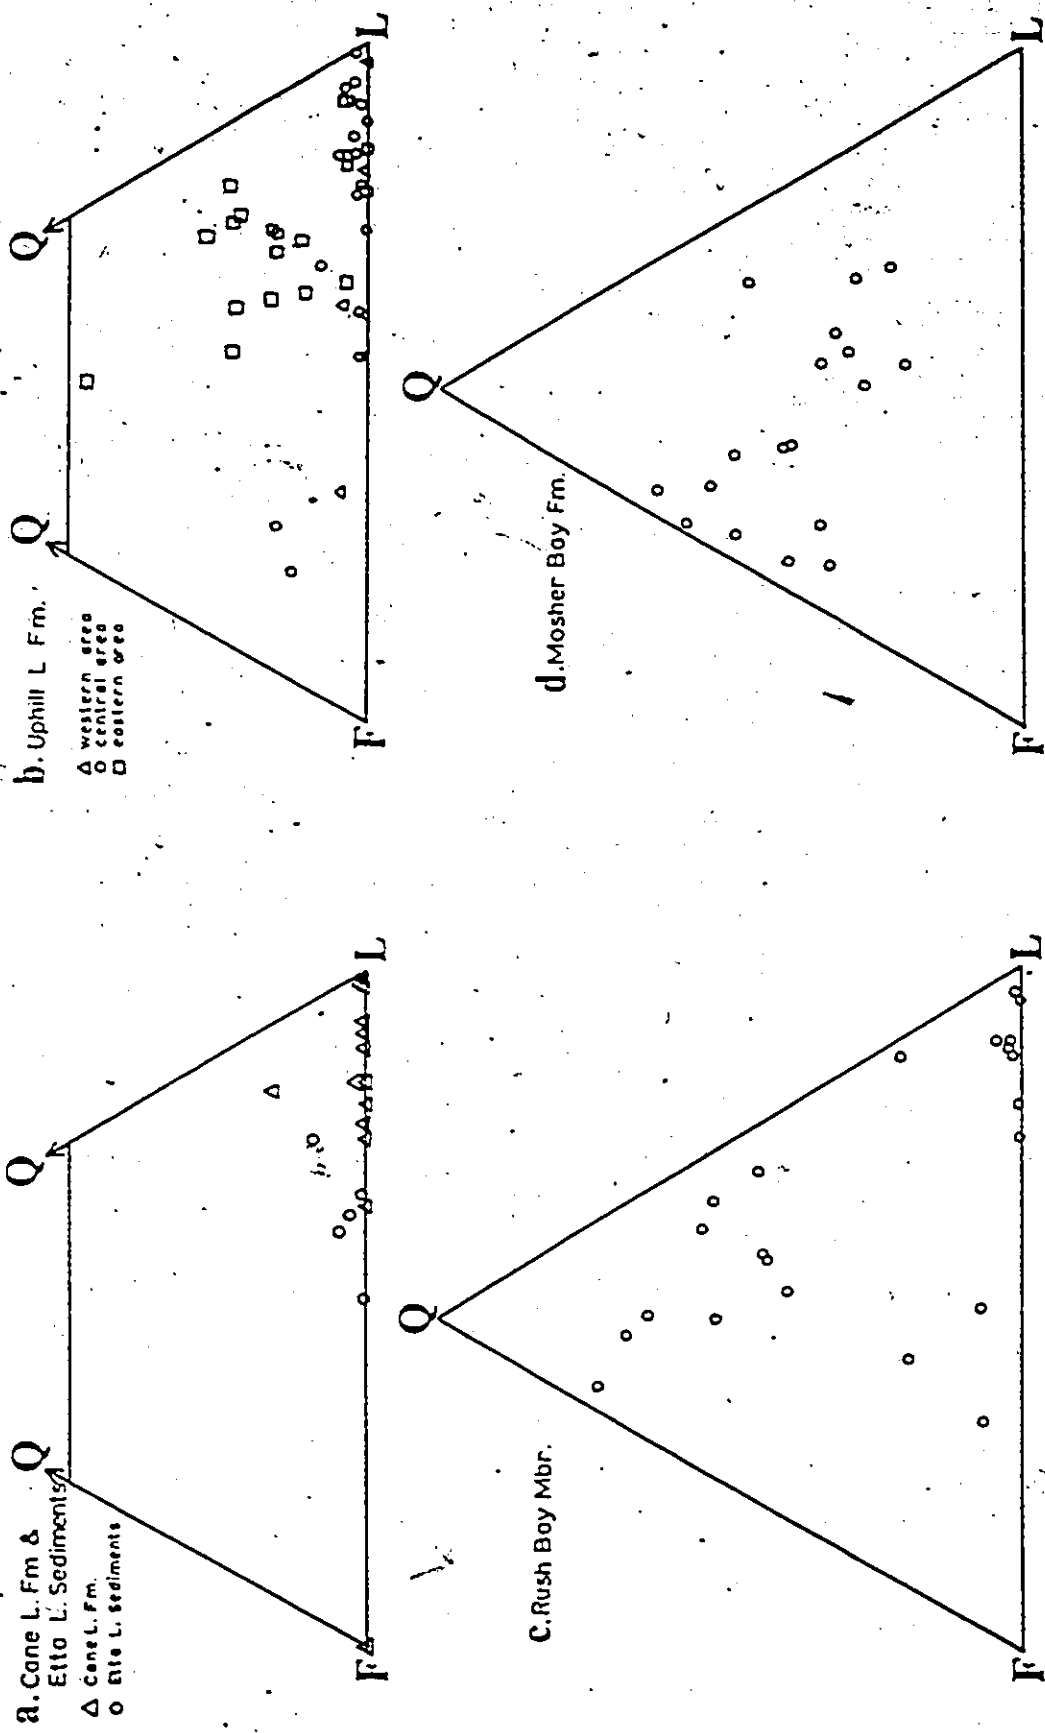 a. Cane L. Fm &
Etta L. Sediments
△ Cane L. Fm.
○ Etta L. sediments
Q
Q
F
L
b. Uphill L Fm.
△ western area
○ central area
□ eastern area
Q
Q
F
L
c. Rush Bay Mbr.
Q
F
L
d. Mosher Bay Fm.
Q
F
L